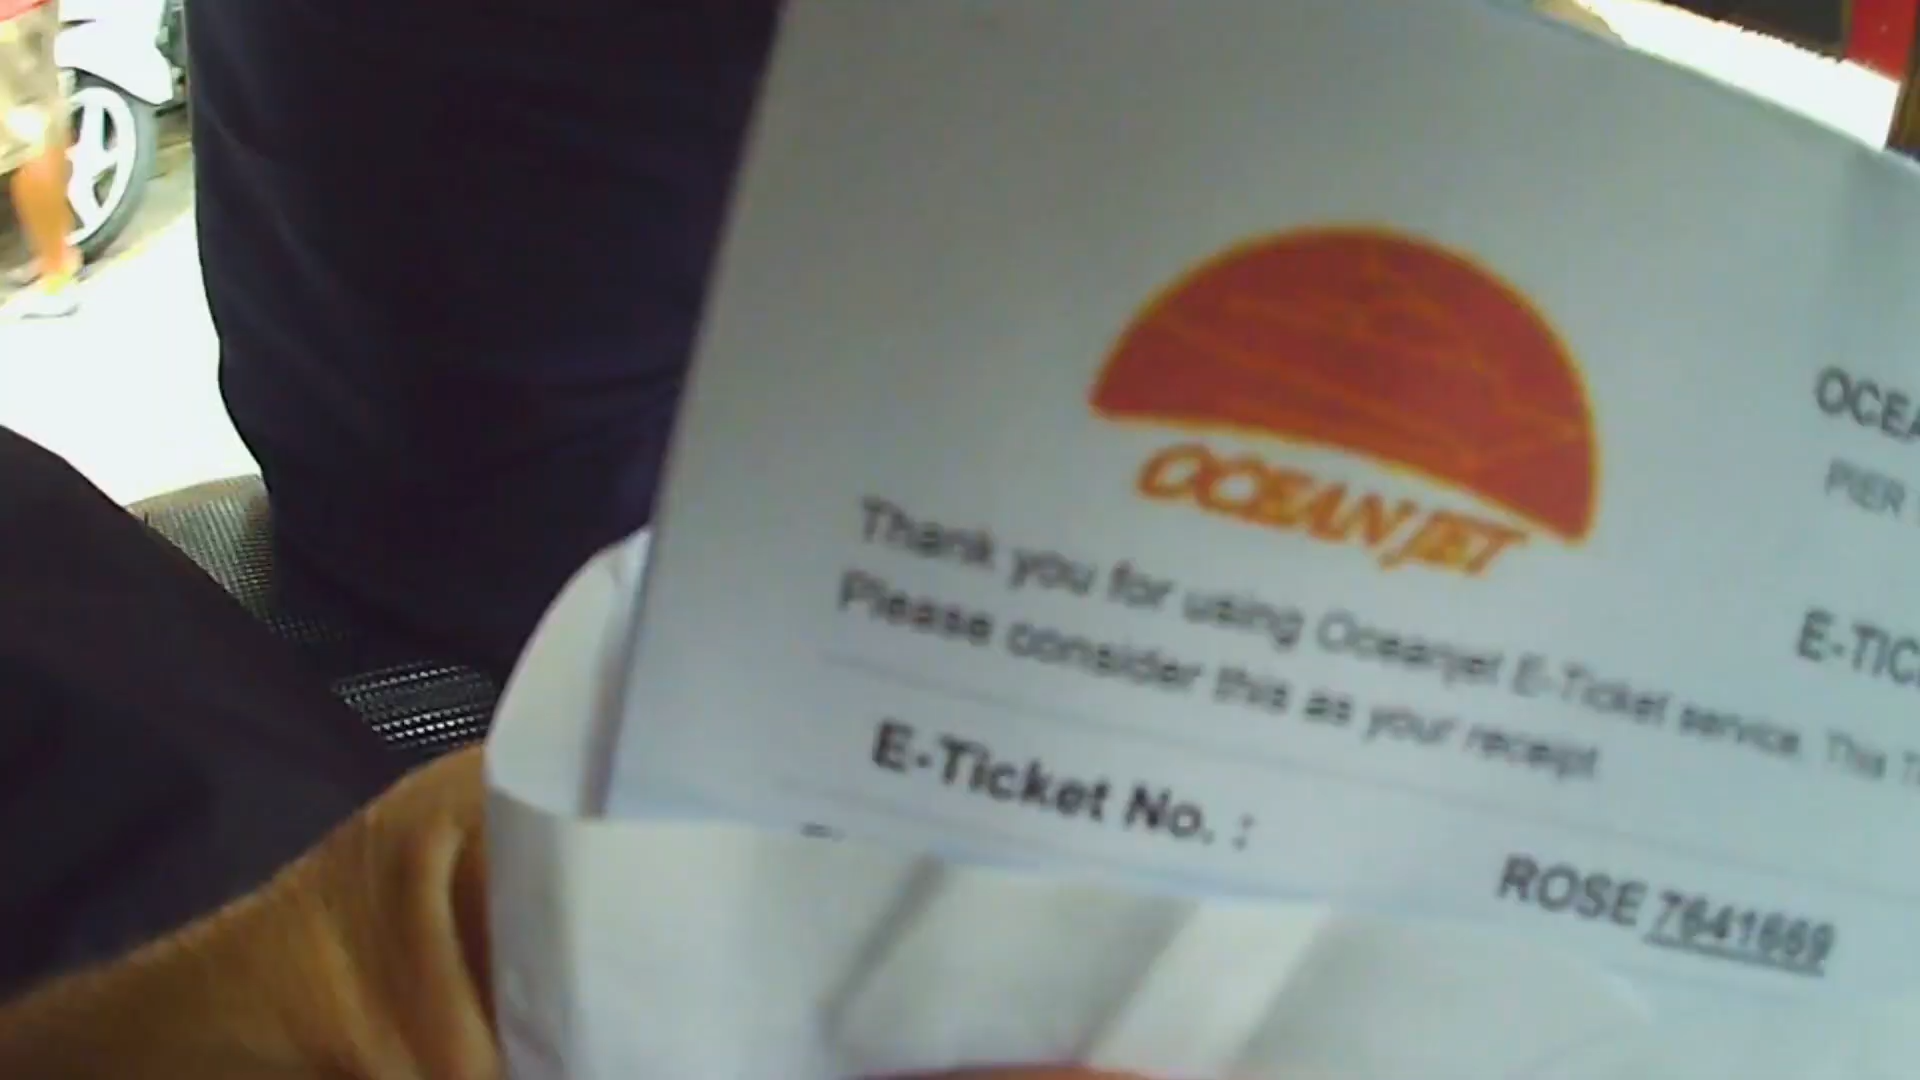 OCEANJET
OCEA
PIER
Thank you for using Oceanjet E-Ticket service. This
Please consider this as your receipt
E-TIC
E-Ticket No. :
ROSE 7641669